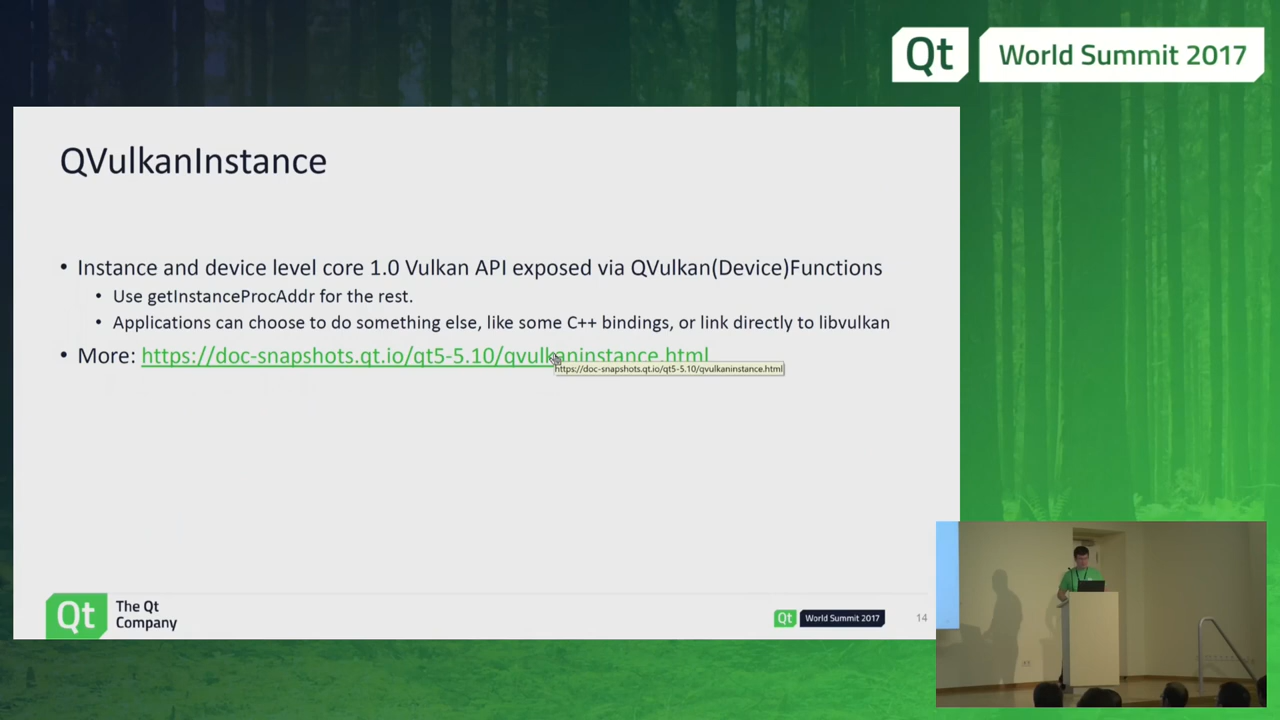 Qt World Summit 2017
QVulkanInstance
• Instance and device level core 1.0 Vulkan API exposed via QVulkan(Device)Functions
• Use getInstanceProcAddr for the rest.
• Applications can choose to do something else, like some C++ bindings, or link directly to libvulkan
• More: https://doc-snapshots.qt.io/qt5-5.10/qvulkaninstance.html
https://doc-snapshots.qt.io/qt5-5.10/qvulkaninstance.html
Qt The Qt
Company
Qt World Summit 2017
14